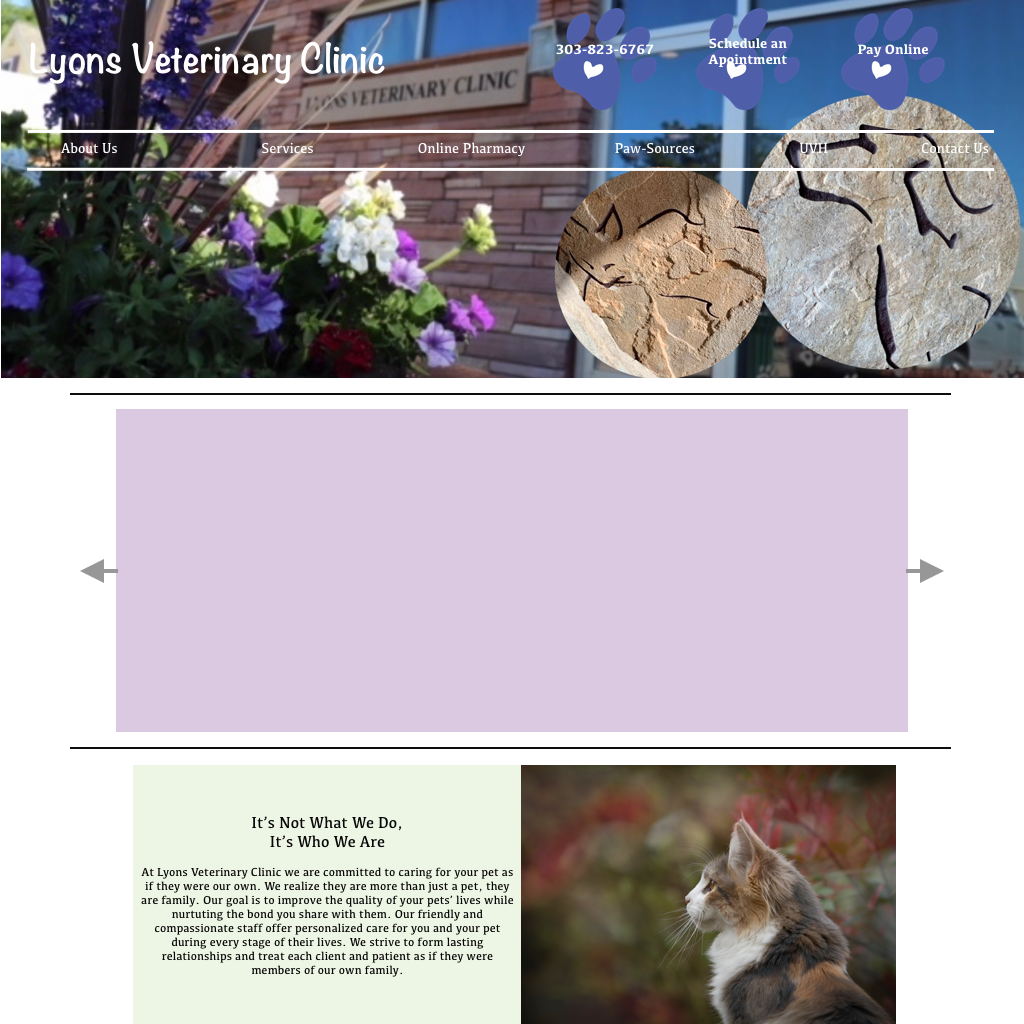 Lyons Veterinary Clinic
LYONS VETERINARY CLINIC
303-823-6767
Schedule an
Apointment
Pay Online
About Us
Services
Online Pharmacy
Paw-Sources
UVH
Contact Us
It's Not What We Do,
It's Who We Are
At Lyons Veterinary Clinic we are committed to caring for your pet as
if they were our own. We realize they are more than just a pet, they
are family. Our goal is to improve the quality of your pets' lives while
nurtuting the bond you share with them. Our friendly and
compassionate staff offer personalized care for you and your pet
during every stage of their lives. We strive to form lasting
relationships and treat each client and patient as if they were
members of our own family.